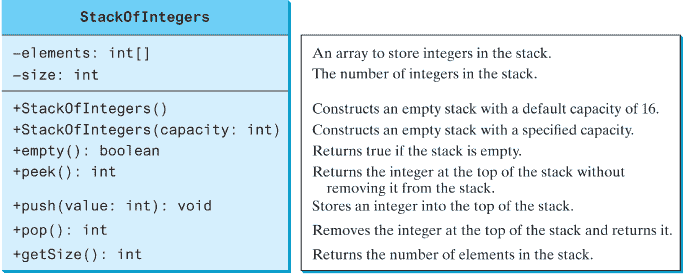 StackOfIntegers
-elements: int[]
An array to store integers in the stack.
-size: int
The number of integers in the stack.
+StackOfIntegers()
Constructs an empty stack with a default capacity of 16.
+StackOfIntegers(capacity: int)
Constructs an empty stack with a specified capacity.
+empty(): boolean
Returns true if the stack is empty.
+peek(): int
Returns the integer at the top of the stack without
removing it from the stack.
+push(value: int): void
Stores an integer into the top of the stack.
+pop(): int
Removes the integer at the top of the stack and returns it.
+getSize(): int
Returns the number of elements in the stack.